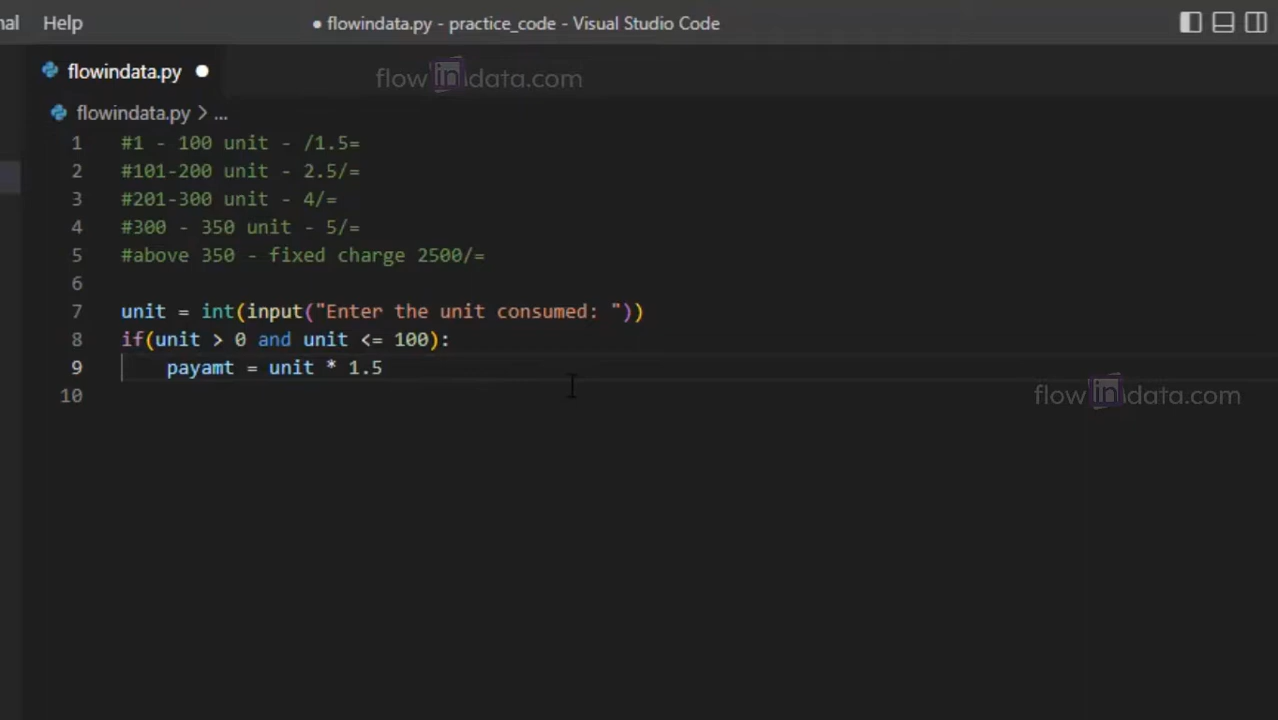 nal Help ● flowindata.py - practice_code - Visual Studio Code
flowindata.py ●
flowindata.com
flowindata.py > ...
1 #1 - 100 unit - /1.5=
2 #101-200 unit - 2.5/=
3 #201-300 unit - 4/=
4 #300 - 350 unit - 5/=
5 #above 350 - fixed charge 2500/=
6
7 unit = int(input("Enter the unit consumed: "))
8 if(unit > 0 and unit <= 100):
9     payamt = unit * 1.5
10
flowindata.com